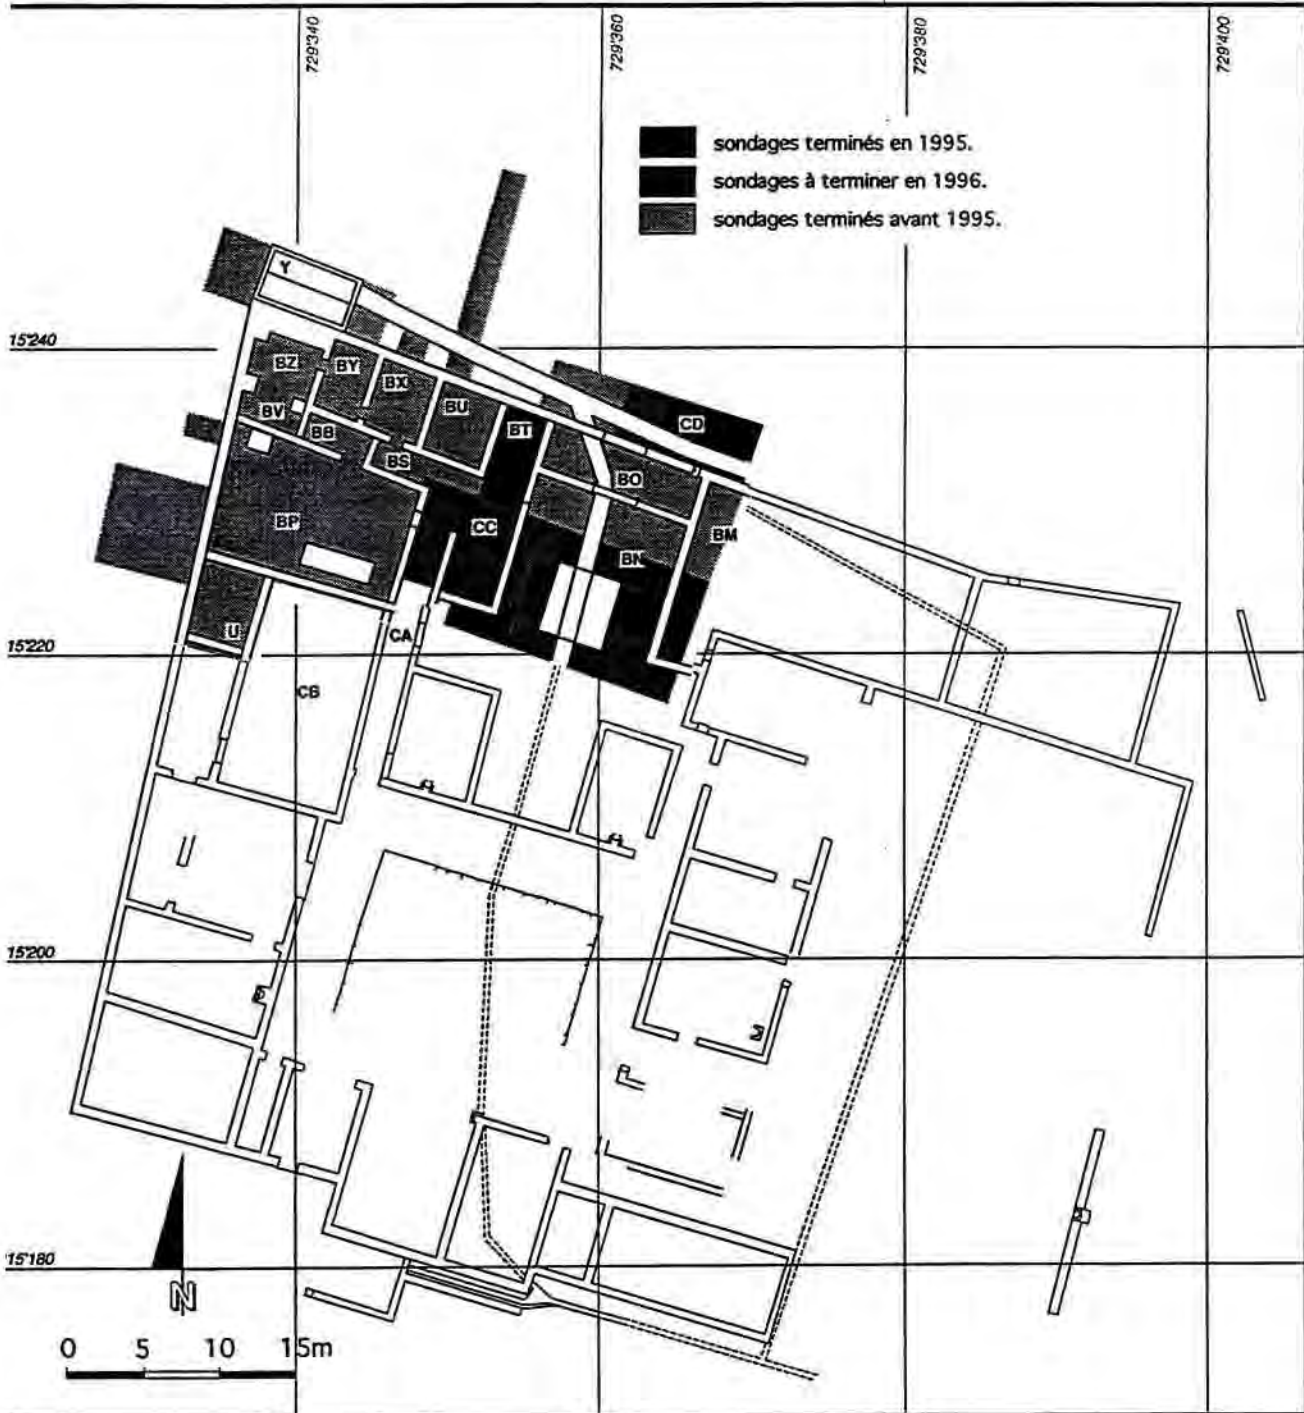 729'340
729'360
729'380
729'400
sondages terminés en 1995.
sondages à terminer en 1996.
sondages terminés avant 1995.
Y
15'240
BZ
BY
BX
BU
BV
BB
BT
CD
BS
BO
BP
CC
BM
BN
U
CA
15'220
CB
15'200
15'180
N
0 5 10 15m